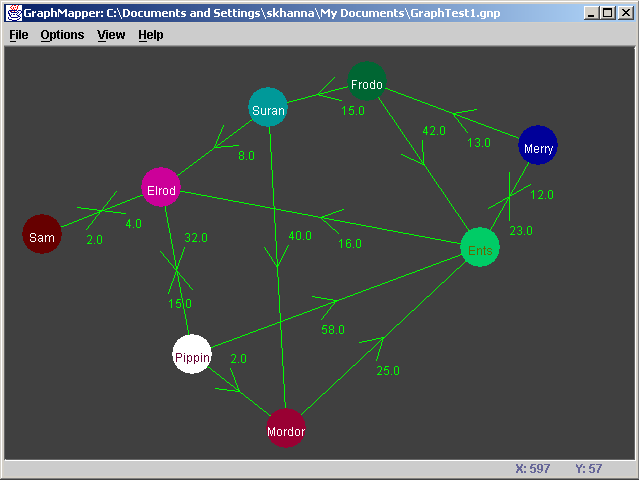 GraphMapper: C:\Documents and Settings\skhanna\My Documents\GraphTest1.gnp
File Options View Help
Frodo
Suran
15.0
42.0
13.0
Merry
8.0
Elrod
12.0
Sam
2.0
4.0
32.0
40.0
16.0
23.0
Ents
15.0
58.0
Pippin
2.0
25.0
Mordor
X: 597 Y: 57